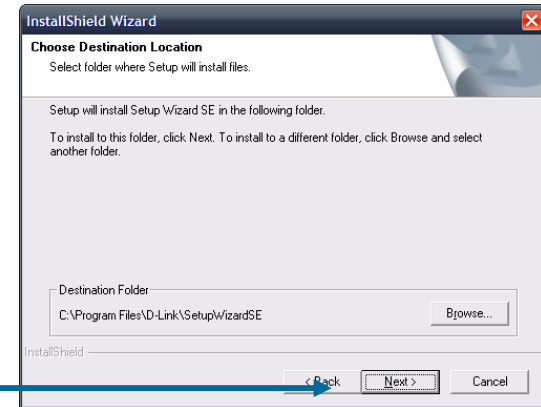 InstallShield Wizard
Choose Destination Location
Select folder where Setup will install files.
Setup will install Setup Wizard SE in the following folder.
To install to this folder, click Next. To install to a different folder, click Browse and select
another folder.
Destination Folder
C:\Program Files\D-Link\SetupWizardSE
Browse...
InstallShield
< Back
Next >
Cancel